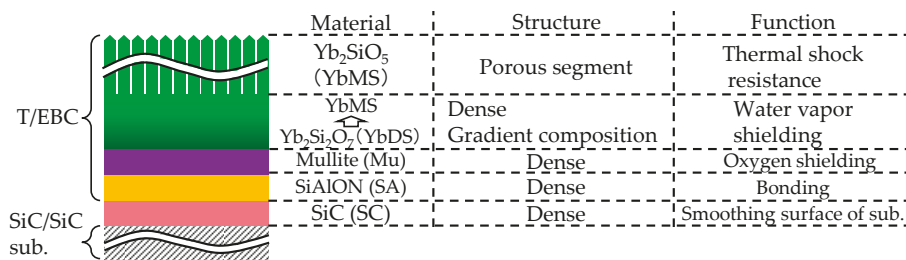 Material Structure Function
Yb₂SiO₅
(YbMS)
Porous segment
Thermal shock
resistance
T/EBC
YbMS
Yb₂Si₂O₇(YbDS)
Dense
Gradient composition
Water vapor
shielding
Mullite (Mu) Dense Oxygen shielding
SiAlON (SA) Dense Bonding
SiC (SC) Dense Smoothing surface of sub.
SiC/SiC
sub.